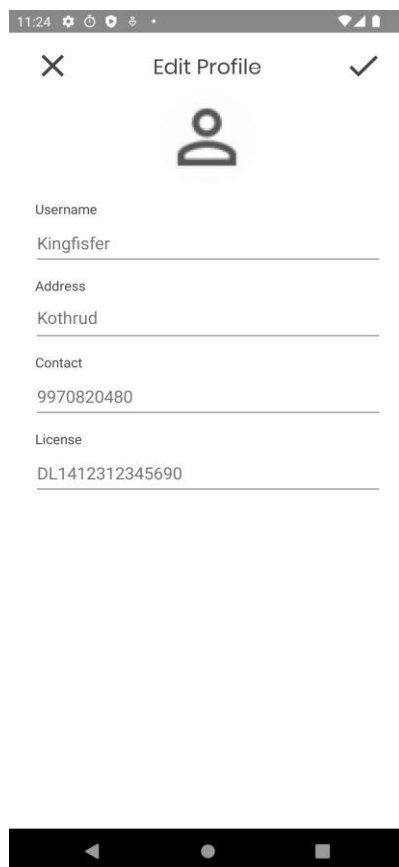 11:24
Edit Profile
Username
Kingfisfer
Address
Kothrud
Contact
9970820480
License
DL1412312345690